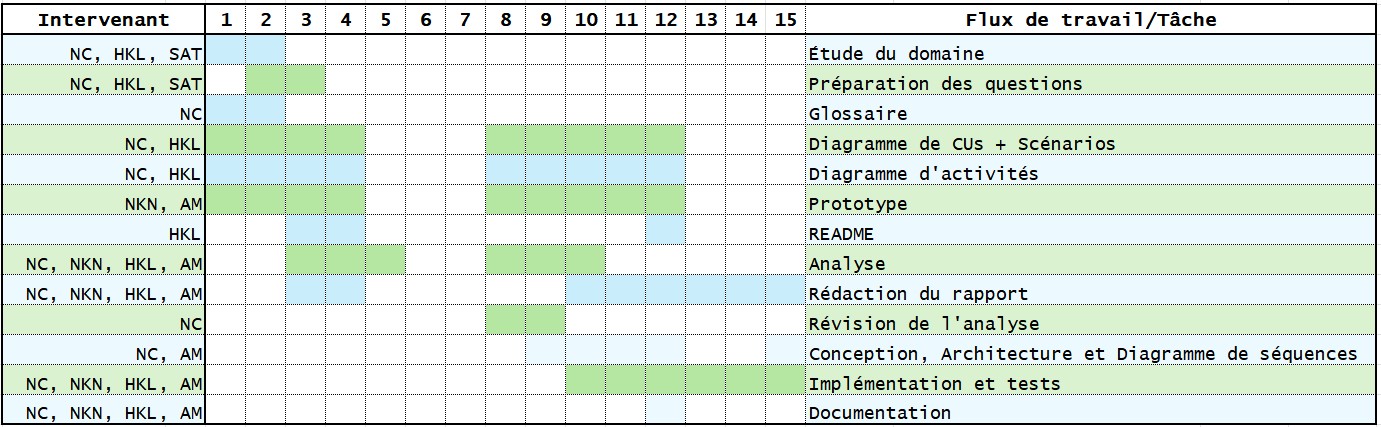 Intervenant 1 2 3 4 5 6 7 8 9 10 11 12 13 14 15 Flux de travail/Tâche
NC, HKL, SAT Étude du domaine
NC, HKL, SAT Préparation des questions
NC Glossaire
NC, HKL Diagramme de CUs + Scénarios
NC, HKL Diagramme d'activités
NKN, AM Prototype
HKL README
NC, NKN, HKL, AM Analyse
NC, NKN, HKL, AM Rédaction du rapport
NC Révision de l'analyse
NC, AM Conception, Architecture et Diagramme de séquences
NC, NKN, HKL, AM Implémentation et tests
NC, NKN, HKL, AM Documentation